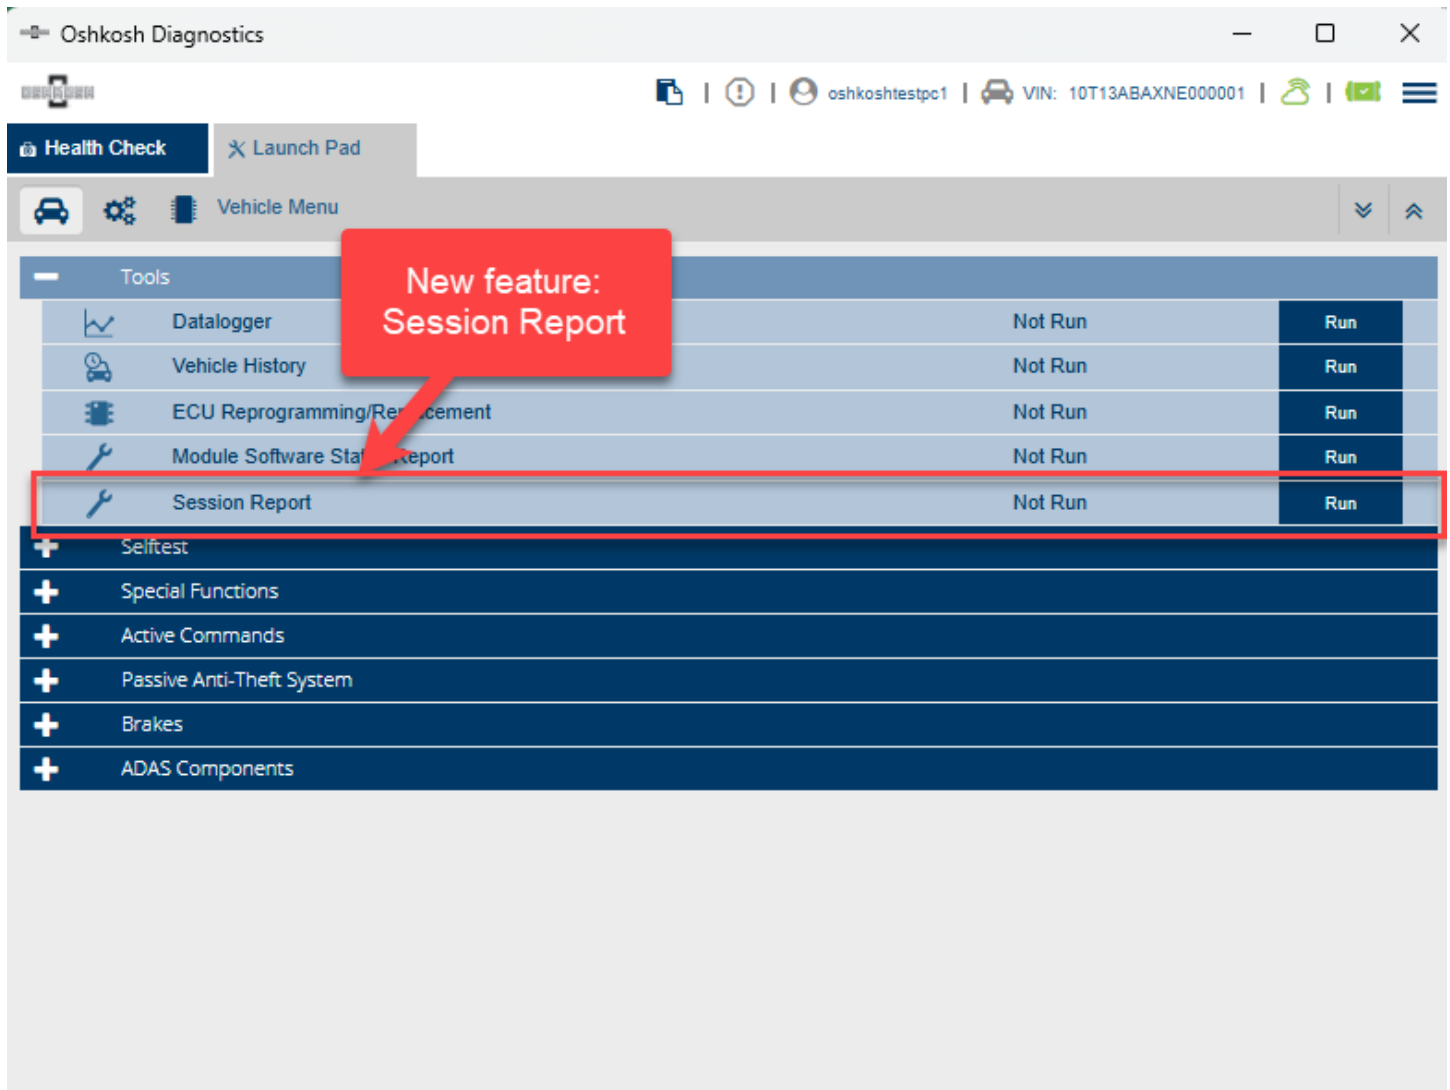 Oshkosh Diagnostics
oshkoshtestpc1 | VIN: 10T13ABAXNE000001
Health Check
Launch Pad
Vehicle Menu
New feature:
Session Report
Tools
Datalogger Not Run Run
Vehicle History Not Run Run
ECU Reprogramming/Re cement Not Run Run
Module Software Stat Report Not Run Run
Session Report Not Run Run
Selftest
Special Functions
Active Commands
Passive Anti-Theft System
Brakes
ADAS Components